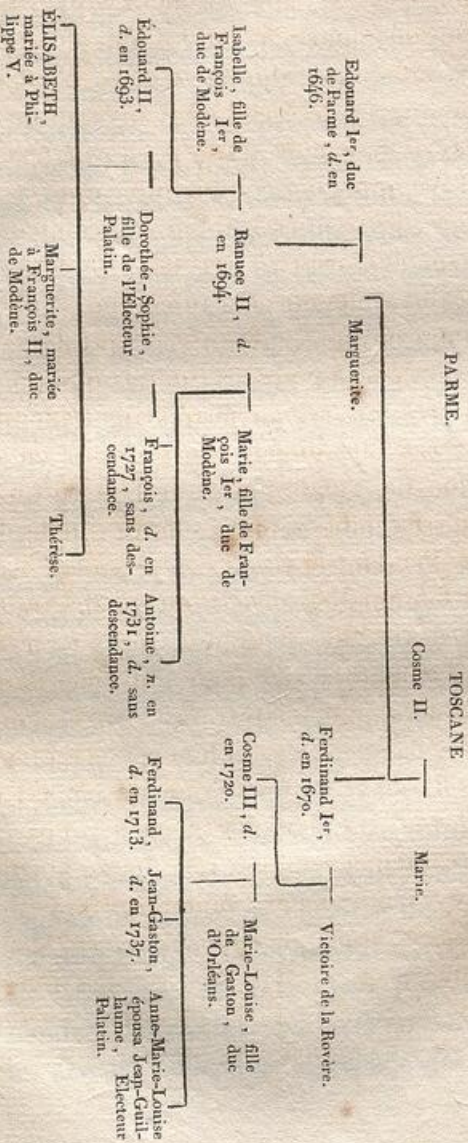 PARME.
TOSCANE
Cosme II.
Marie.
Edouard Ier, duc
de Parme, d. en
1646.
Marguerite.
Ferdinand Ier,
d. en 1670.
Victoire de la Rovère.
Isabelle, fille de
François Ier,
duc de Modène.
Ranuce II, d.
en 1694.
Marie, fille de Fran-
çois Ier, duc de
Modène.
Cosme III, d.
en 1720.
Marie-Louise, fille
de Gaston, duc
d'Orléans.
Édouard II,
d. en 1693.
Dorothée-Sophie,
fille de l'Electeur
Palatin.
François, d. en
1727, sans des-
cendance.
Antoine, n. en
1731, d. sans
descendance.
Ferdinand,
d. en 1713.
Jean-Gaston,
d. en 1737.
Anne-Marie-Louise
épousa Jean-Guil-
laume, Electeur
Palatin.
ÉLISABETH,
mariée à Phi-
lippe V.
Marguerite, mariée
à François II, duc
de Modène.
Thérèse.